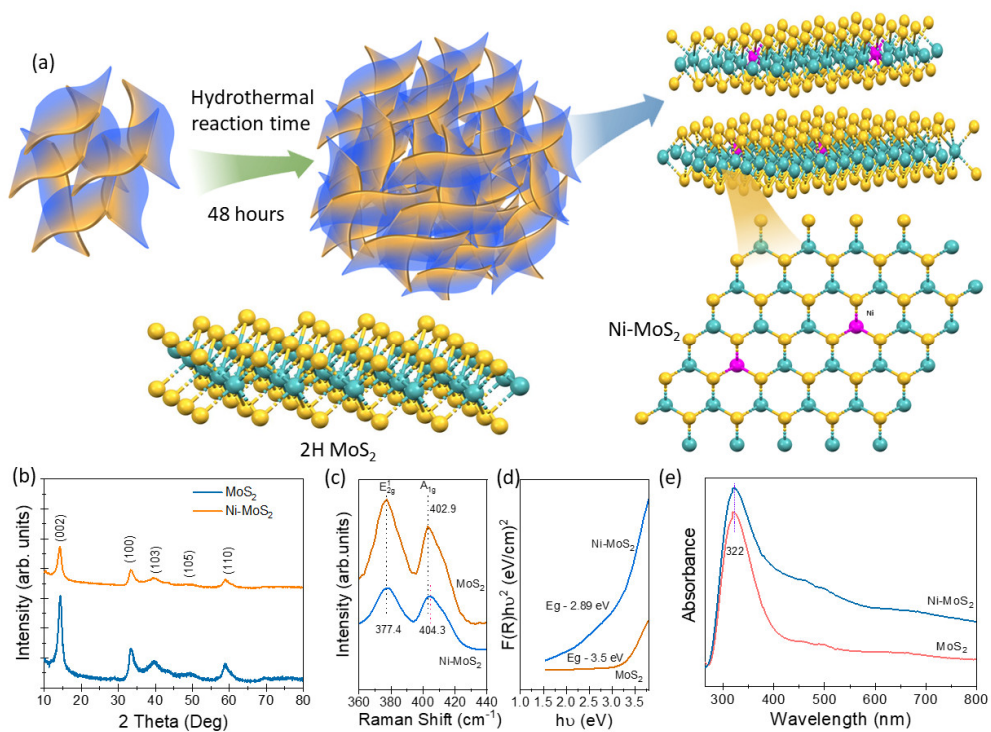 (a)
Hydrothermal
reaction time
48 hours
Ni
Ni-MoS₂
2H MoS₂
(b)
MoS₂
Ni-MoS₂
(002)
(100)
(103)
(105)
(110)
Intensity (arb. units)
10 20 30 40 50 60 70 80
2 Theta (Deg)
(c)
E¹₂g
A₁g
402.9
MoS₂
377.4
404.3
Ni-MoS₂
Intensity (arb.units)
360 380 400 420 440
Raman Shift (cm⁻¹)
(d)
Ni-MoS₂
Eg - 2.89 eV
Eg - 3.5 eV
MoS₂
F(R)hυ² (eV/cm)²
1.0 1.5 2.0 2.5 3.0 3.5
hυ (eV)
(e)
322
Ni-MoS₂
MoS₂
Absorbance
300 400 500 600 700 800
Wavelength (nm)